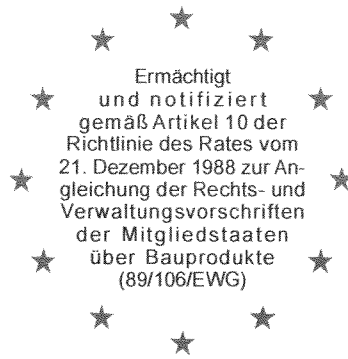 Ermächtigt
und notifiziert
gemäß Artikel 10 der
Richtlinie des Rates vom
21. Dezember 1988 zur An-
gleichung der Rechts- und
Verwaltungsvorschriften
der Mitgliedstaaten
über Bauprodukte
(89/106/EWG)